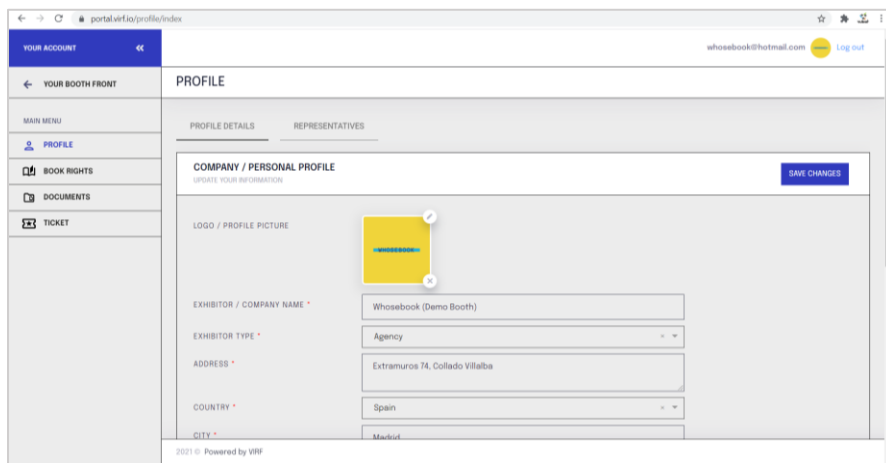 portal.virf.io/profile/index
YOUR ACCOUNT «
whosebook@hotmail.com Log out
YOUR BOOTH FRONT
PROFILE
MAIN MENU
PROFILE
BOOK RIGHTS
DOCUMENTS
TICKET
PROFILE DETAILS REPRESENTATIVES
COMPANY / PERSONAL PROFILE
UPDATE YOUR INFORMATION
SAVE CHANGES
LOGO / PROFILE PICTURE
WHOSEBOOK
EXHIBITOR / COMPANY NAME * Whosebook (Demo Booth)
EXHIBITOR TYPE * Agency ×
ADDRESS * Extramuros 74, Collado Villalba
COUNTRY * Spain ×
CITY * Madrid
2021 © Powered by VIRF